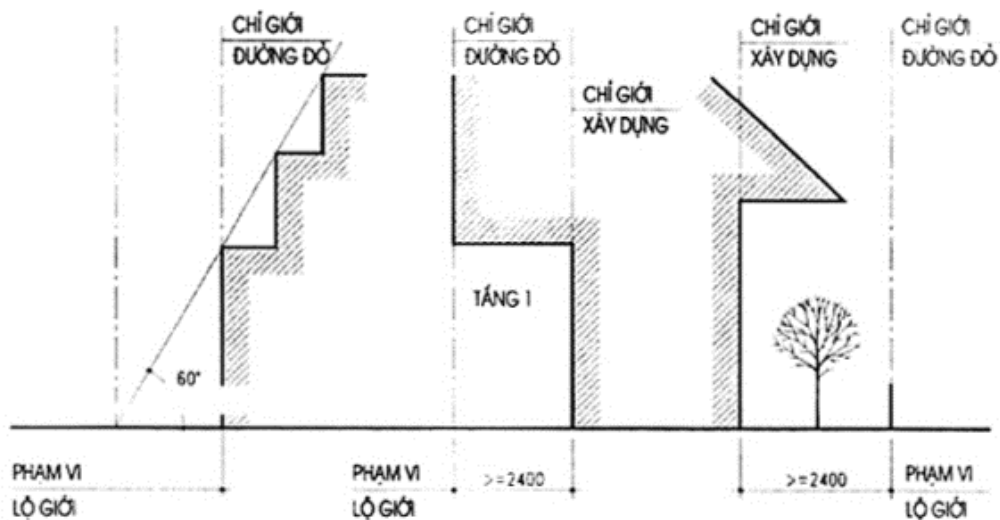 CHỈ GIỚI
ĐƯỜNG ĐỎ
CHỈ GIỚI
ĐƯỜNG ĐỎ
CHỈ GIỚI
XÂY DỰNG
CHỈ GIỚI
ĐƯỜNG ĐỎ
CHỈ GIỚI
XÂY DỰNG
TẦNG 1
60°
PHẠM VI
LỘ GIỚI
PHẠM VI
LỘ GIỚI
>=2400
>=2400
PHẠM VI
LỘ GIỚI